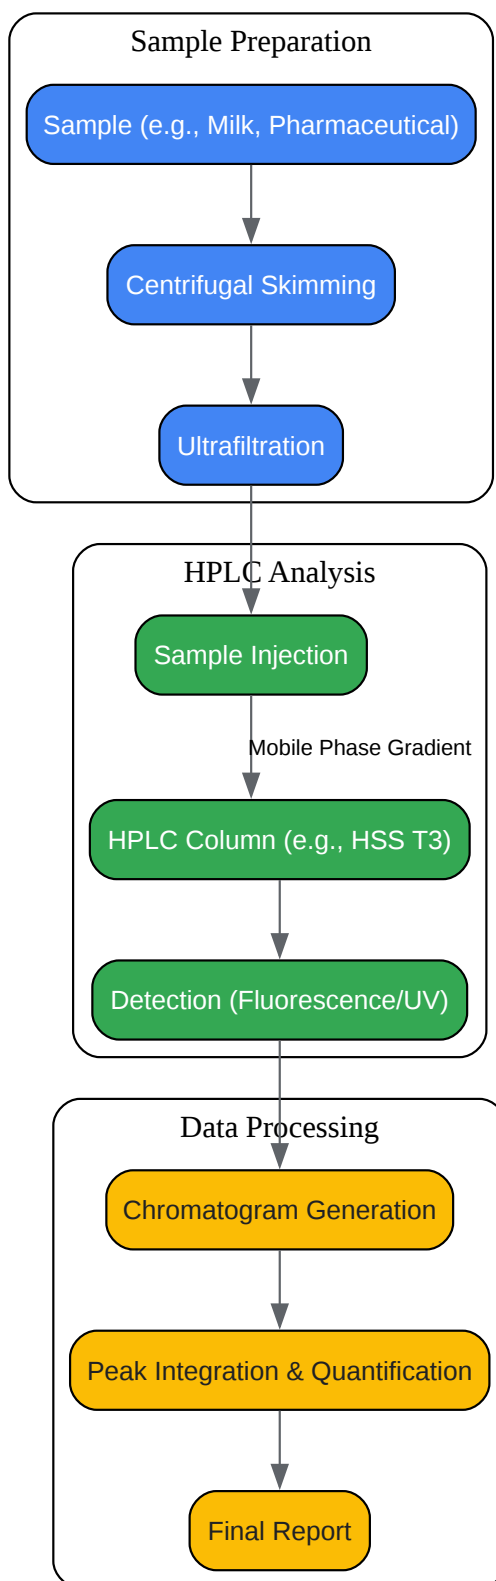 Sample Preparation
Sample (e.g., Milk, Pharmaceutical)
Centrifugal Skimming
Ultrafiltration
HPLC Analysis
Sample Injection
Mobile Phase Gradient
HPLC Column (e.g., HSS T3)
Detection (Fluorescence/UV)
Data Processing
Chromatogram Generation
Peak Integration & Quantification
Final Report